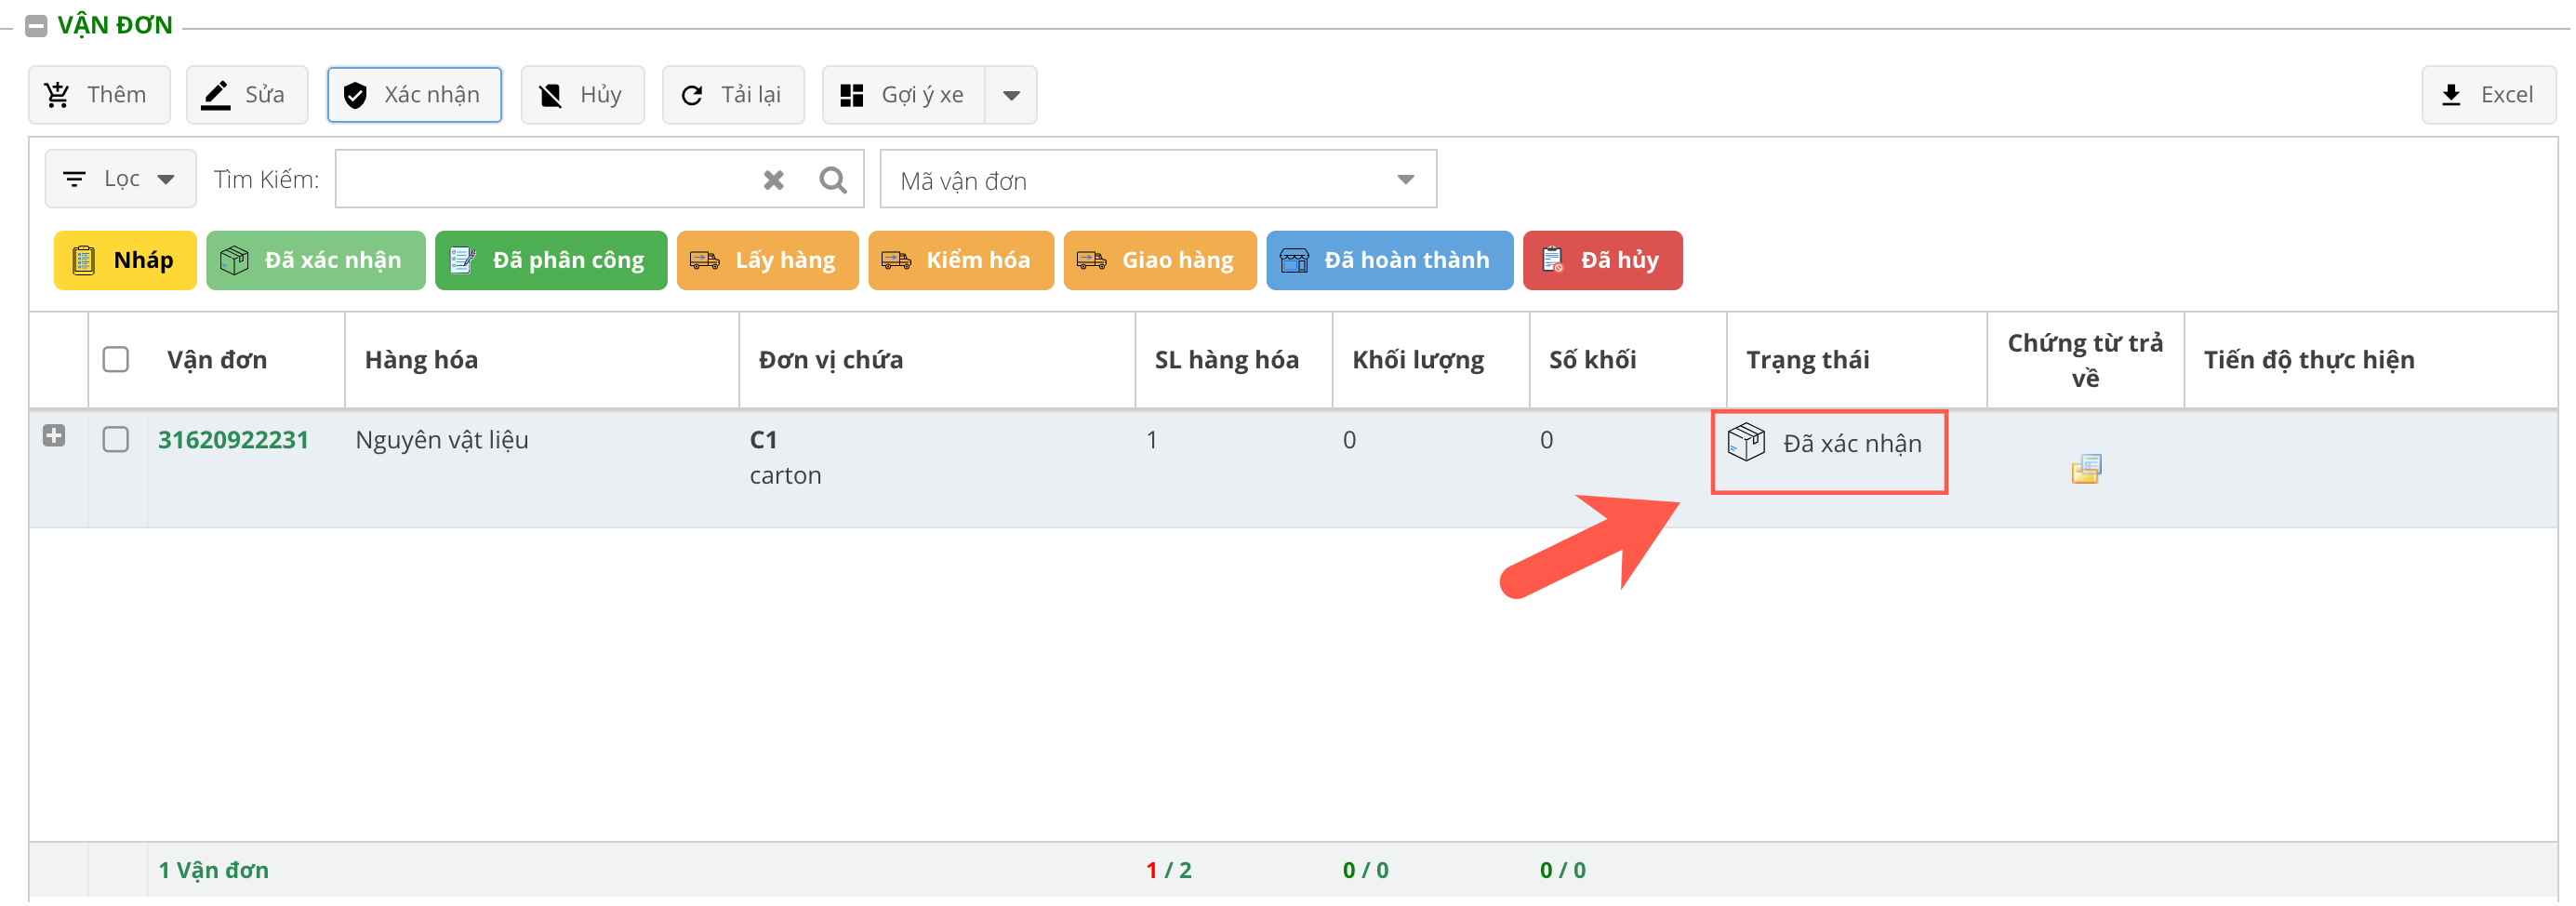 VẬN ĐƠN
Thêm Sửa Xác nhận Hủy Tải lại Gợi ý xe Excel
Lọc Tìm Kiếm: Mã vận đơn
Nháp Đã xác nhận Đã phân công Lấy hàng Kiểm hóa Giao hàng Đã hoàn thành Đã hủy
Vận đơn Hàng hóa Đơn vị chứa SL hàng hóa Khối lượng Số khối Trạng thái Chứng từ trả về Tiến độ thực hiện
31620922231 Nguyên vật liệu C1 1 0 0 Đã xác nhận
carton
1 Vận đơn 1 / 2 0 / 0 0 / 0